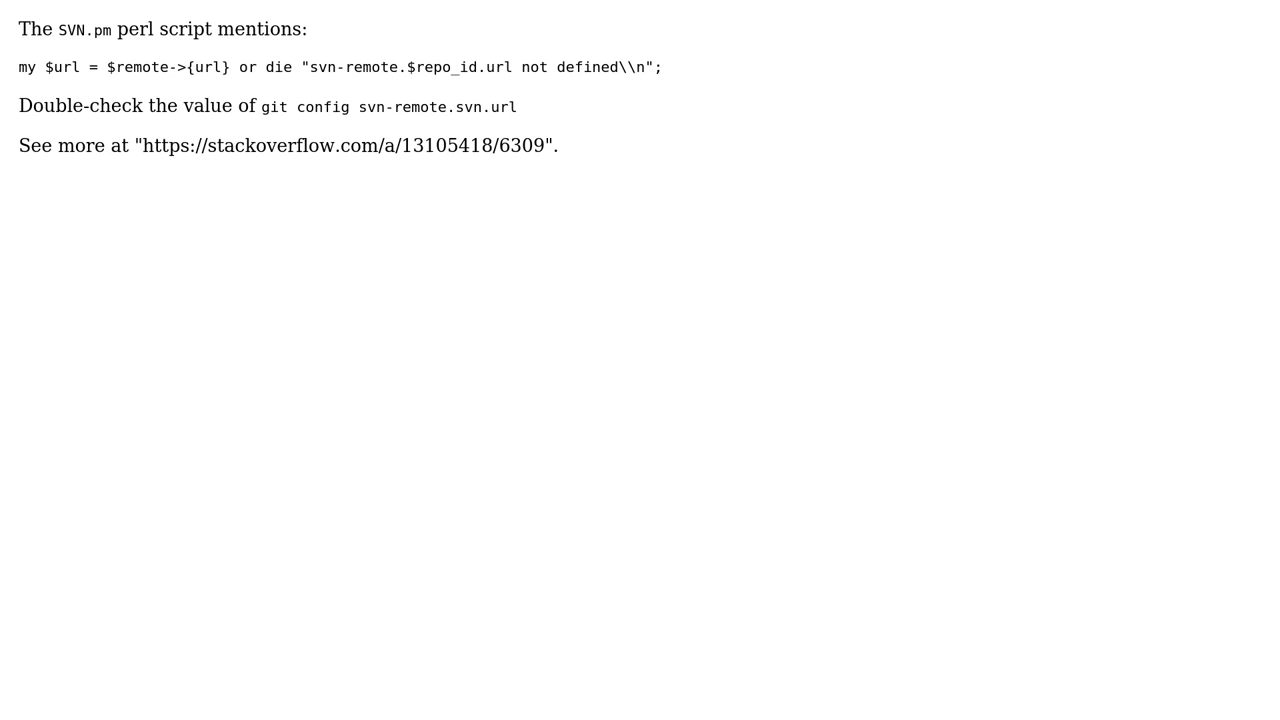 The SVN.pm perl script mentions:
my $url = $remote->{url} or die "svn-remote.$repo_id.url not defined\\n";
Double-check the value of git config svn-remote.svn.url
See more at "https://stackoverflow.com/a/13105418/6309".